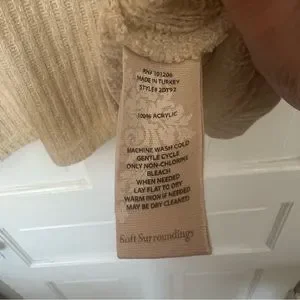 RN# 101206
MADE IN TURKEY
STYLE# 2DY92
100% ACRYLIC
MACHINE WASH COLD
GENTLE CYCLE
ONLY NON-CHLORINE
BLEACH
WHEN NEEDED
LAY FLAT TO DRY
WARM IRON IF NEEDED
MAY BE DRY CLEANED
Soft Surroundings